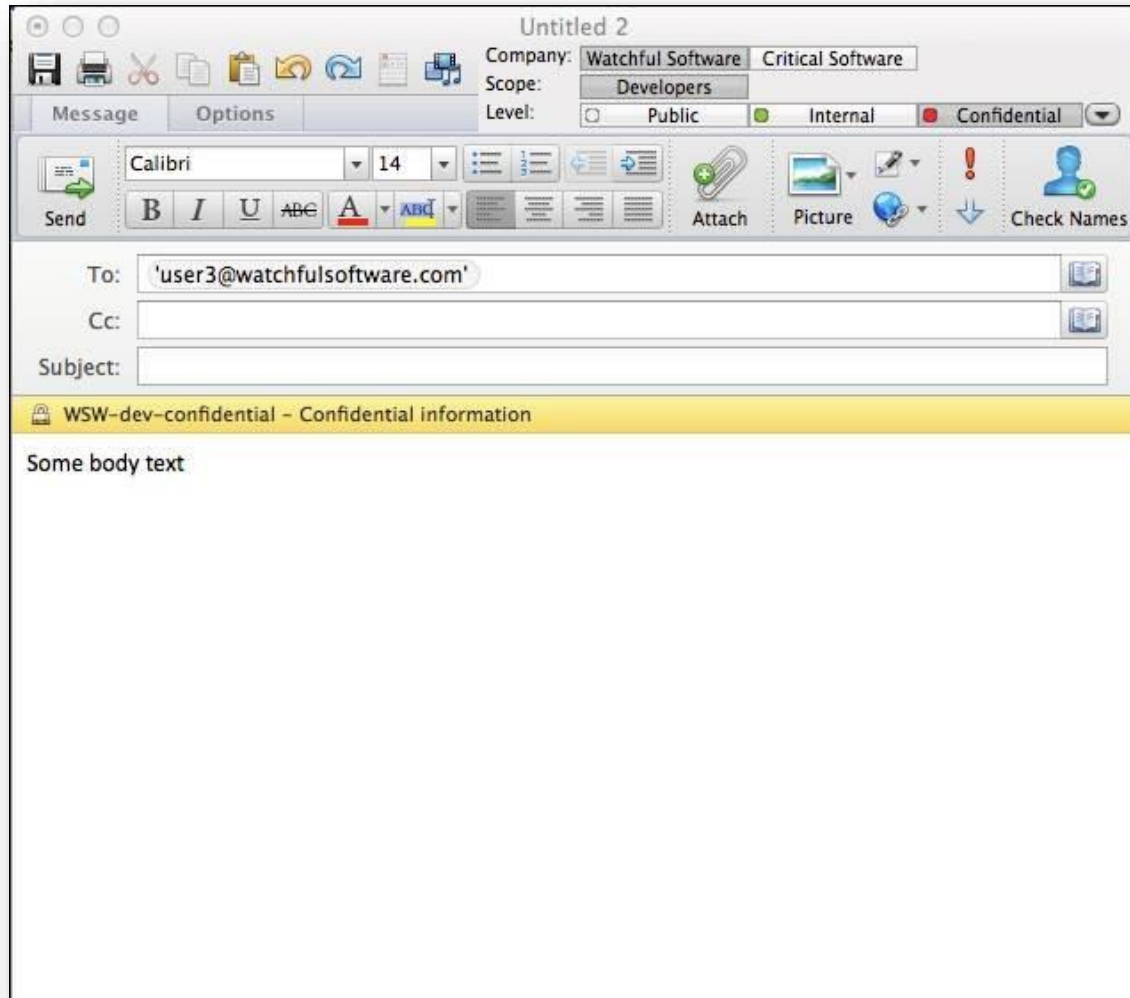 Untitled 2
Company: Watchful Software Critical Software
Scope: Developers
Level: Public Internal Confidential
Message Options
Calibri 14
B I U ABC A ABC
Send Attach Picture Check Names
To: 'user3@watchfulsoftware.com'
Cc:
Subject:
WSW-dev-confidential - Confidential information
Some body text